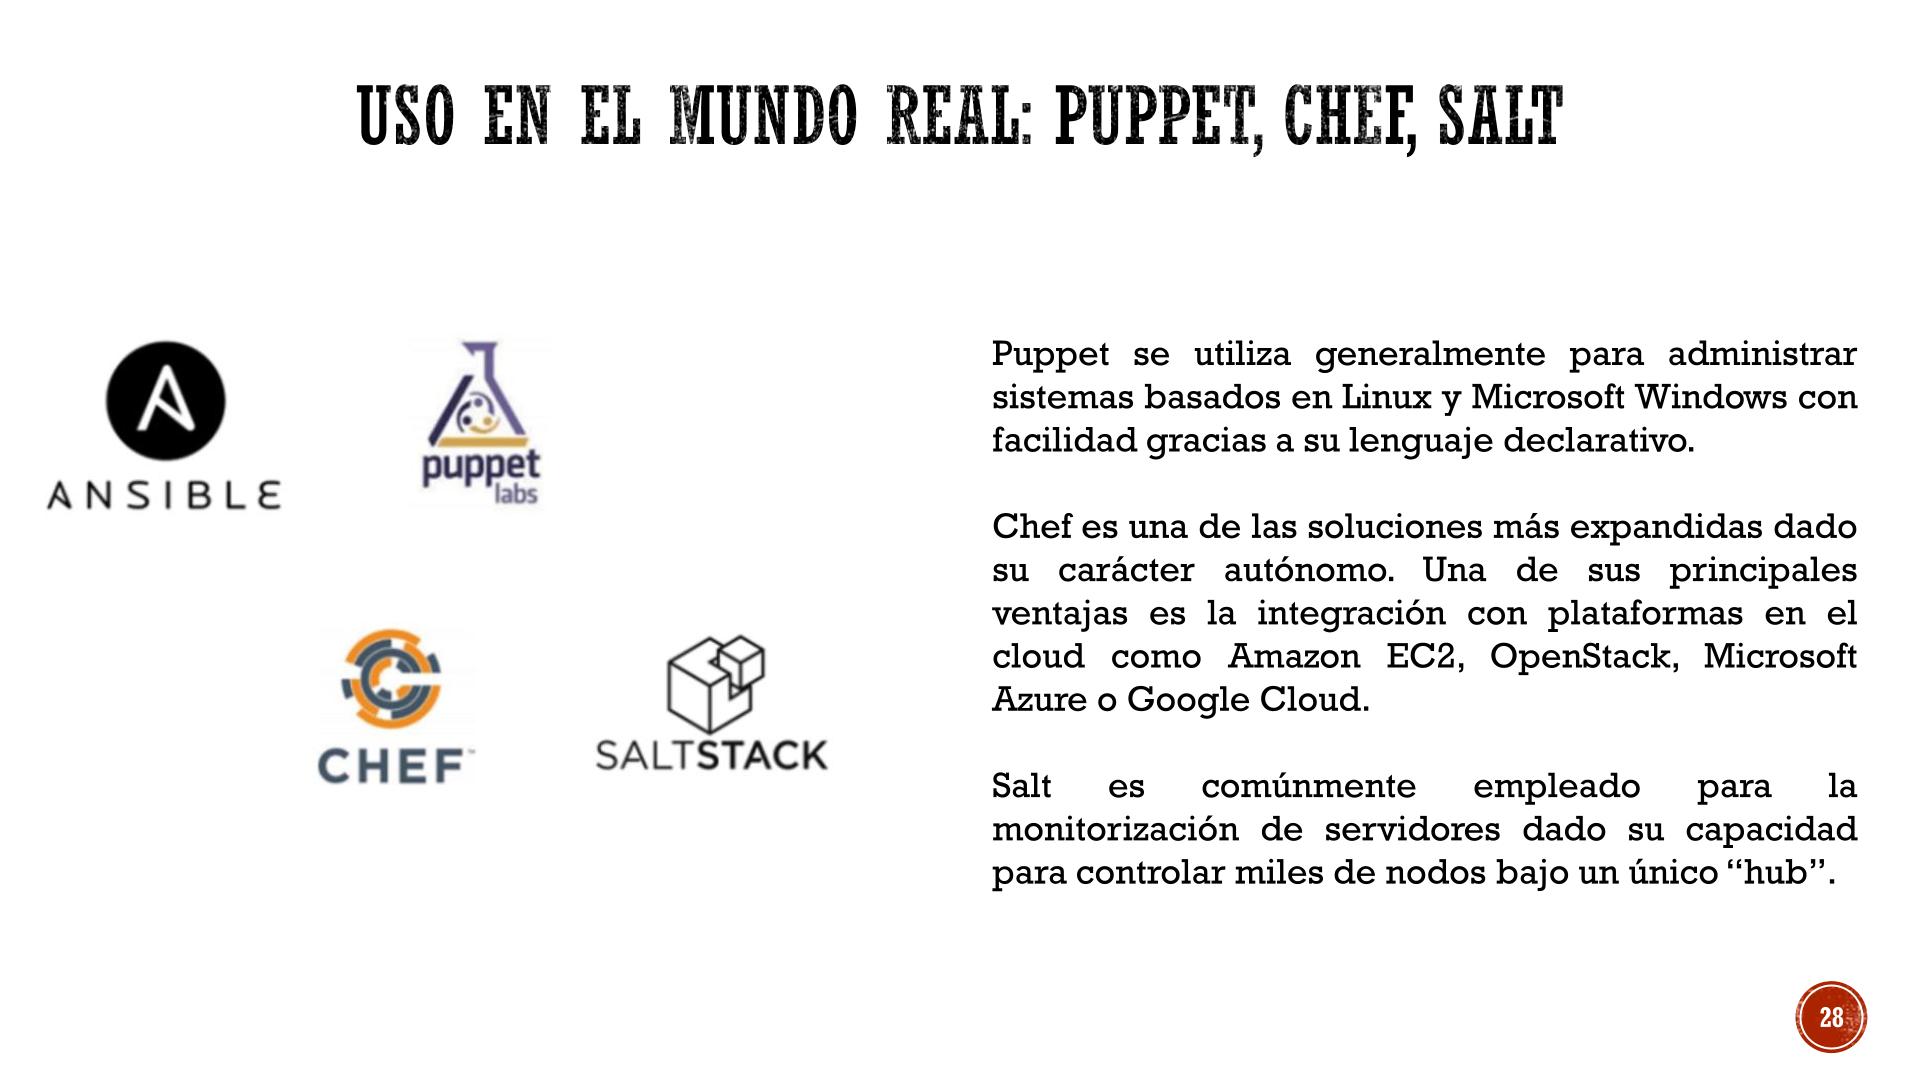 USO EN EL MUNDO REAL: PUPPET, CHEF, SALT
ANSIBLE
puppet
labs
CHEF™
SALTSTACK
Puppet se utiliza generalmente para administrar
sistemas basados en Linux y Microsoft Windows con
facilidad gracias a su lenguaje declarativo.
Chef es una de las soluciones más expandidas dado
su carácter autónomo. Una de sus principales
ventajas es la integración con plataformas en el
cloud como Amazon EC2, OpenStack, Microsoft
Azure o Google Cloud.
Salt es comúnmente empleado para la
monitorización de servidores dado su capacidad
para controlar miles de nodos bajo un único “hub”.
28